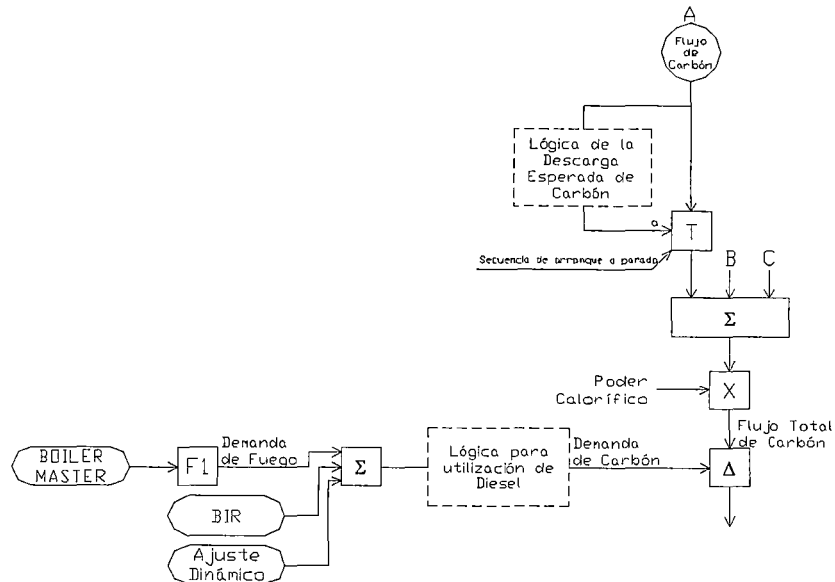 A
Flujo
de
Carbón
Lógica de la
Descarga
Esperada de
Carbón
a
T
Secuencia de arranque o parada
B
C
Σ
Poder
Calorífico
X
Flujo Total
de Carbón
BOILER
MASTER
F1
Demanda
de Fuego
Σ
Lógica para
utilización de
Diesel
Demanda
de Carbón
Δ
BIR
Ajuste
Dinámico